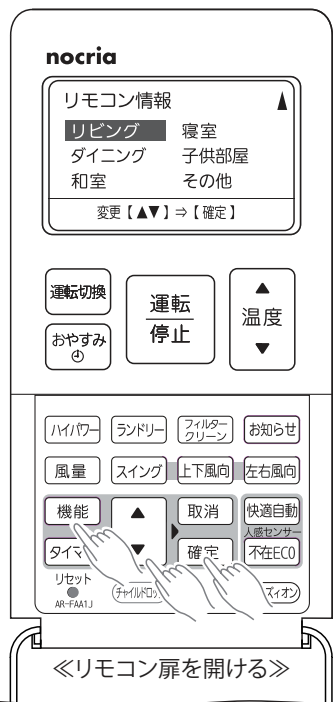 nocria
リモコン情報 ▲
リビング 寝室
ダイニング 子供部屋
和室 その他
変更【▲▼】⇒【確定】
運転切換
おやすみ
運転
停止
▲
温度
▼
ハイパワー ランドリー フィルター クリーン お知らせ
風量 スイング 上下風向 左右風向
機能 ▲ 取消 快適自動
人感センサー
▼ 確定 不在ECO
リセット
AR-FAA1J
≪リモコン扉を開ける≫